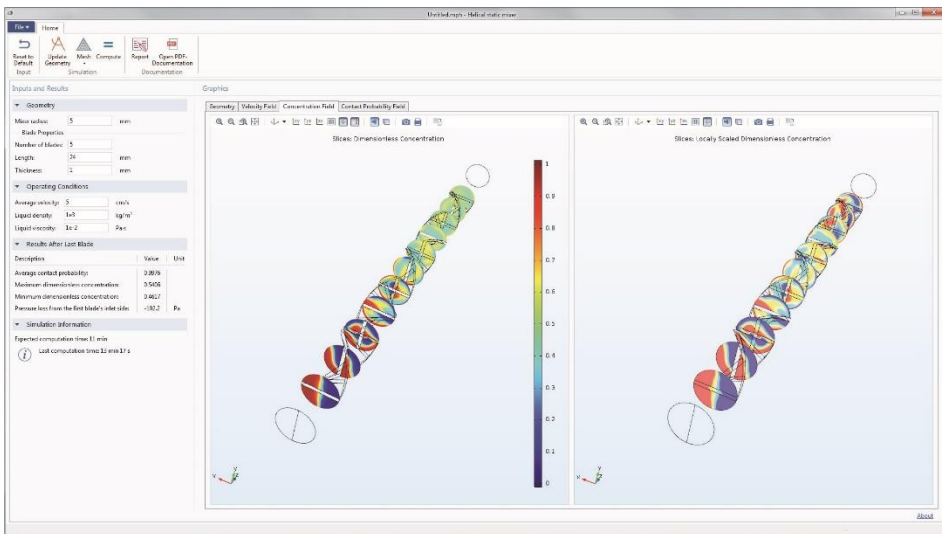 Untitled.mph - Helical static mixer
File
Home
Reset to Default
Update Geometry
Mesh
Compute
Report
Open PDF-Documentation
Input
Simulation
Documentation
Inputs and Results
Geometry
Mixer radius: 5 mm
Blade Properties
Number of blades: 5
Length: 24 mm
Thickness: 1 mm
Operating Conditions
Average velocity: 5 cm/s
Liquid density: 1e3 kg/m³
Liquid viscosity: 1e-2 Pa·s
Results After Last Blade
Description Value Unit
Average contact probability:
Maximum dimensionless concentration: 0.5406
Minimum dimensionless concentration: 0.4617
Pressure loss from the first blade's inlet side: -192.2 Pa
Simulation Information
Expected computation time: 11 min
Last computation time: 13 min 17 s
Graphics
Geometry
Velocity Field
Concentration Field
Contact Probability Field
Slices: Dimensionless Concentration
1
0.9
0.8
0.7
0.6
0.5
0.4
0.3
0.2
0.1
0
y
z
x
Slices: Locally Scaled Dimensionless Concentration
y
z
x
About